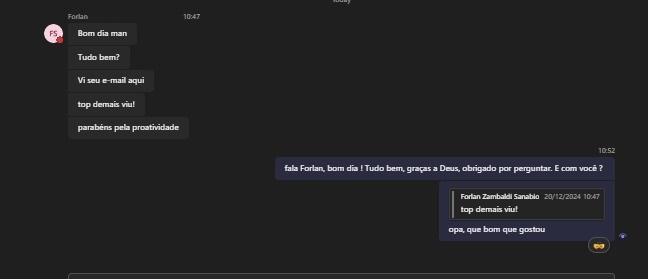 Today
Forlan 10:47
FS
Bom dia man
Tudo bem?
Vi seu e-mail aqui
top demais viu!
parabéns pela proatividade
10:52
fala Forlan, bom dia ! Tudo bem, graças a Deus, obrigado por perguntar. E com você ?
Forlan Zambaldi Sanabio 20/12/2024 10:47
top demais viu!
opa, que bom que gostou